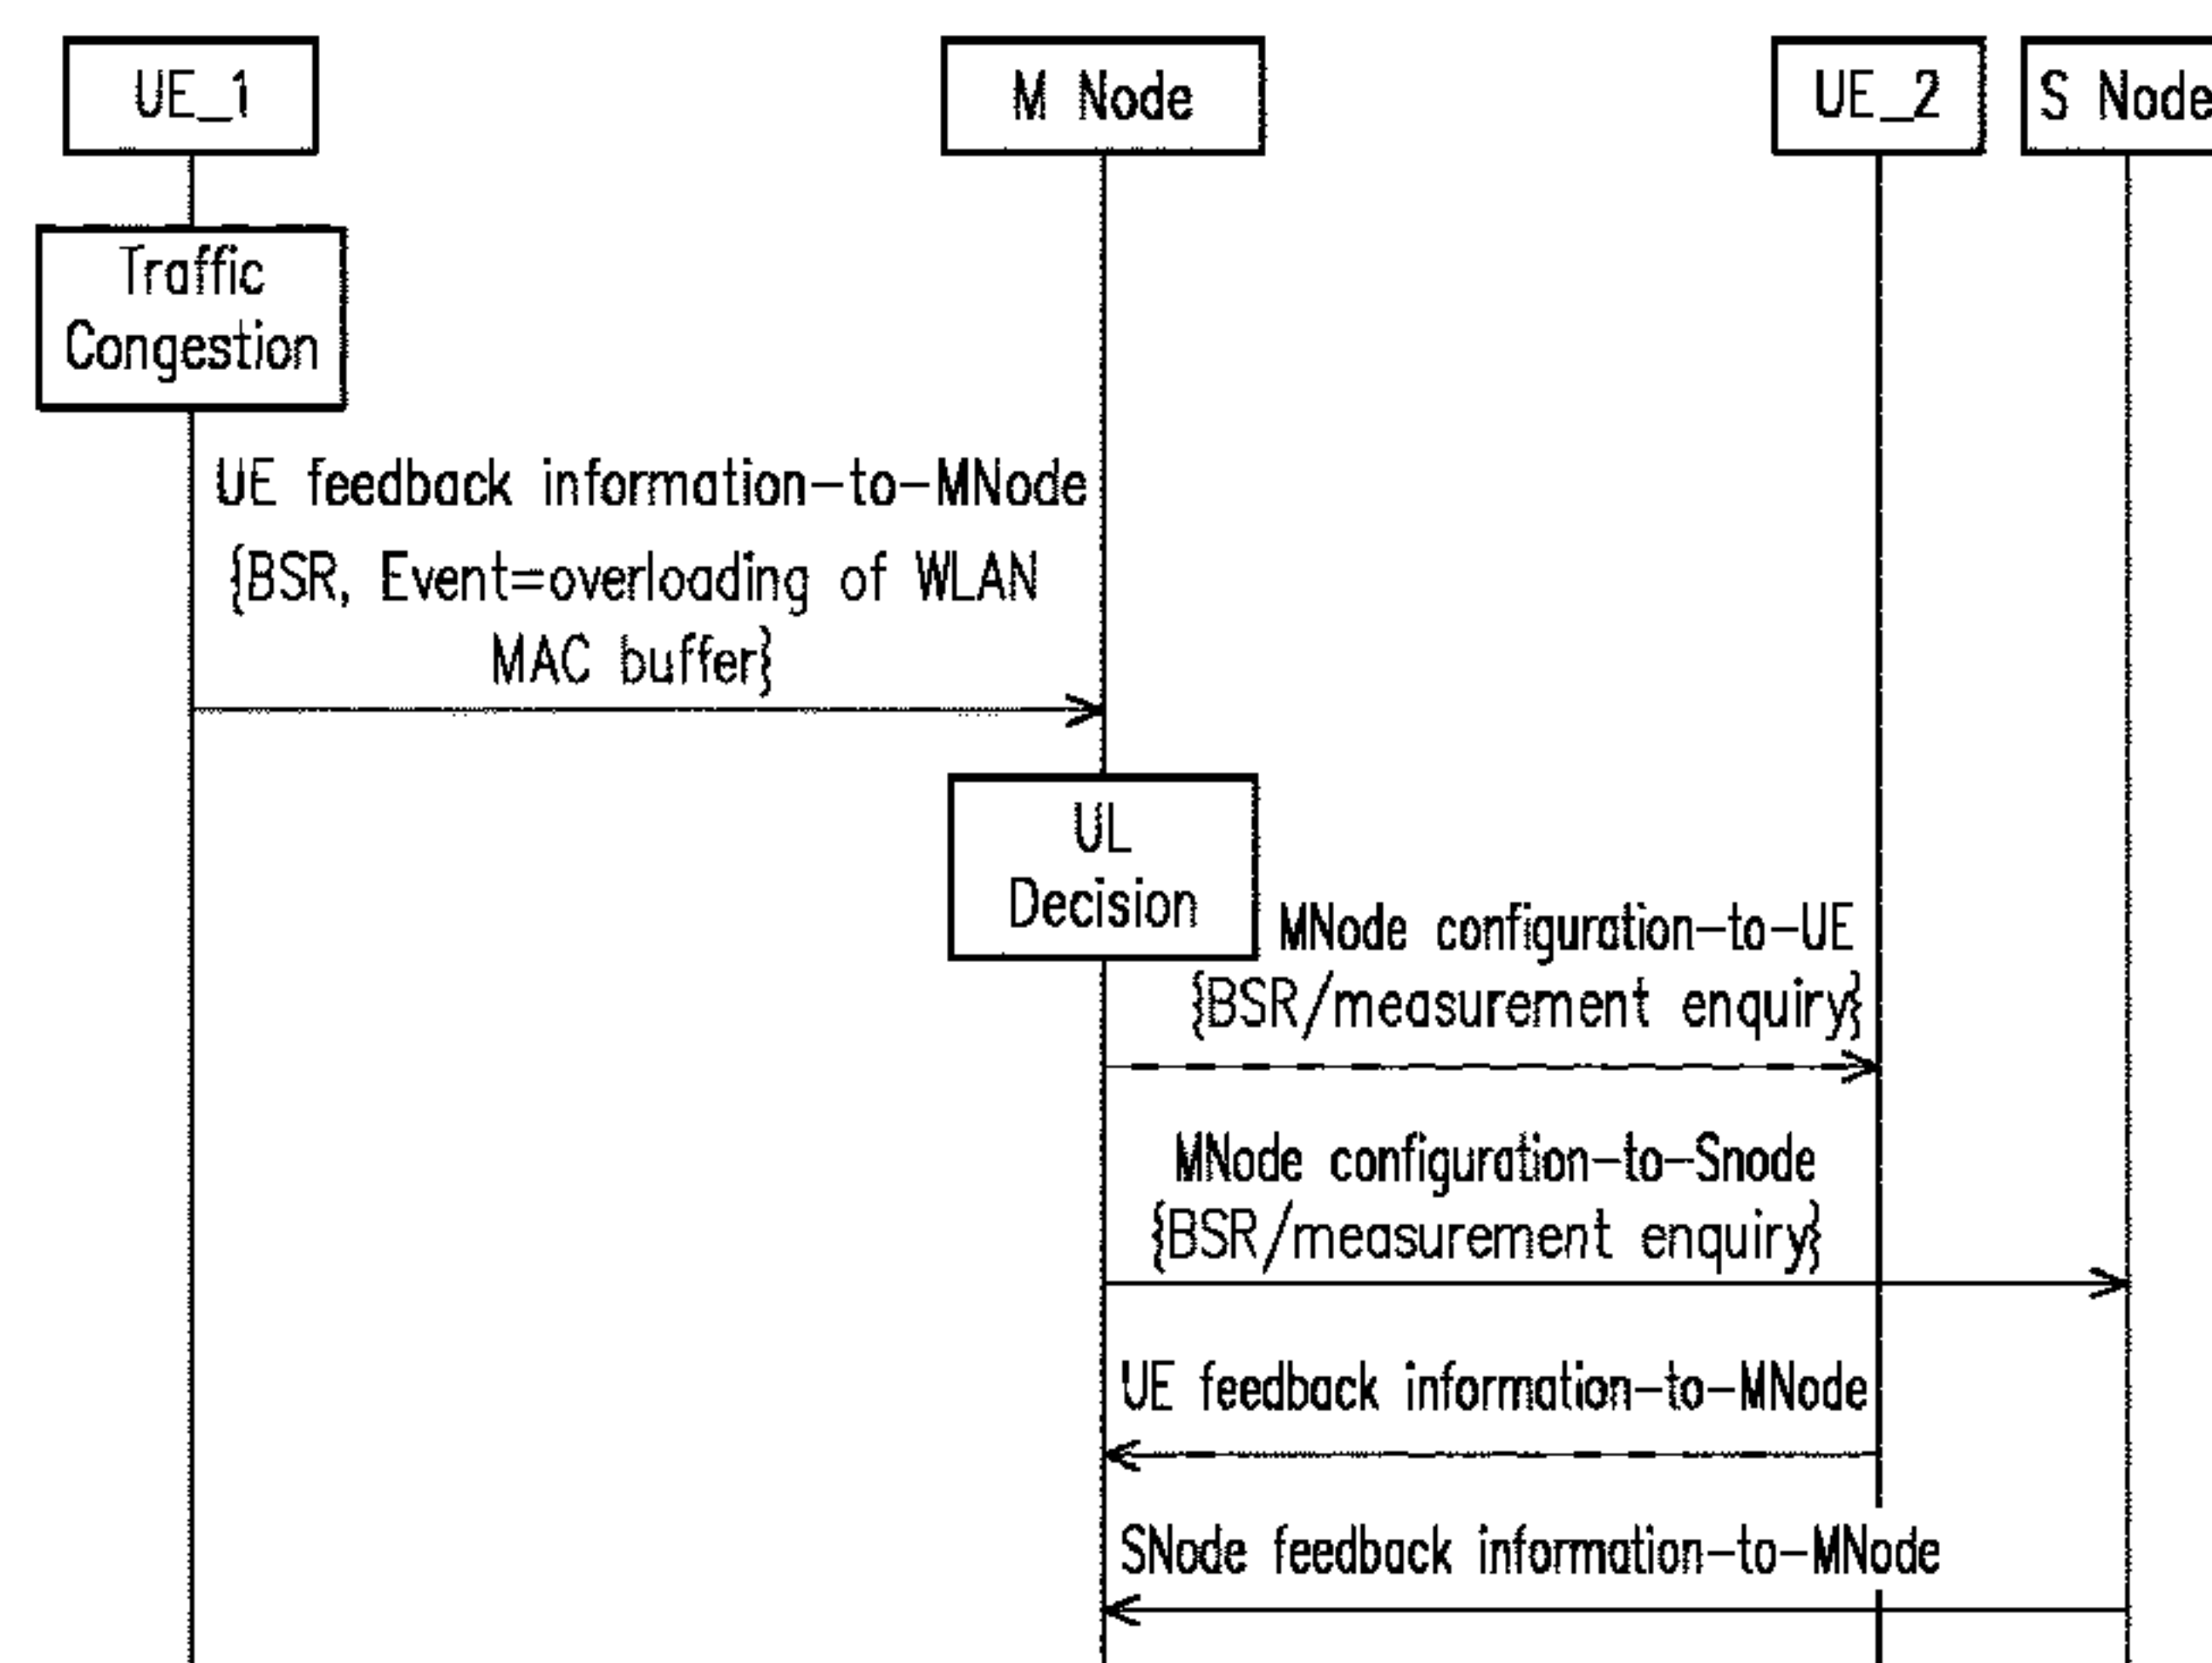 UE_1
M Node
UE_2
S Node
Traffic
Congestion
UE feedback information-to-MNode
{BSR, Event=overloading of WLAN
MAC buffer}
UL
Decision
MNode configuration-to-UE
{BSR/measurement enquiry}
MNode configuration-to-Snode
{BSR/measurement enquiry}
UE feedback information-to-MNode
SNode feedback information-to-MNode